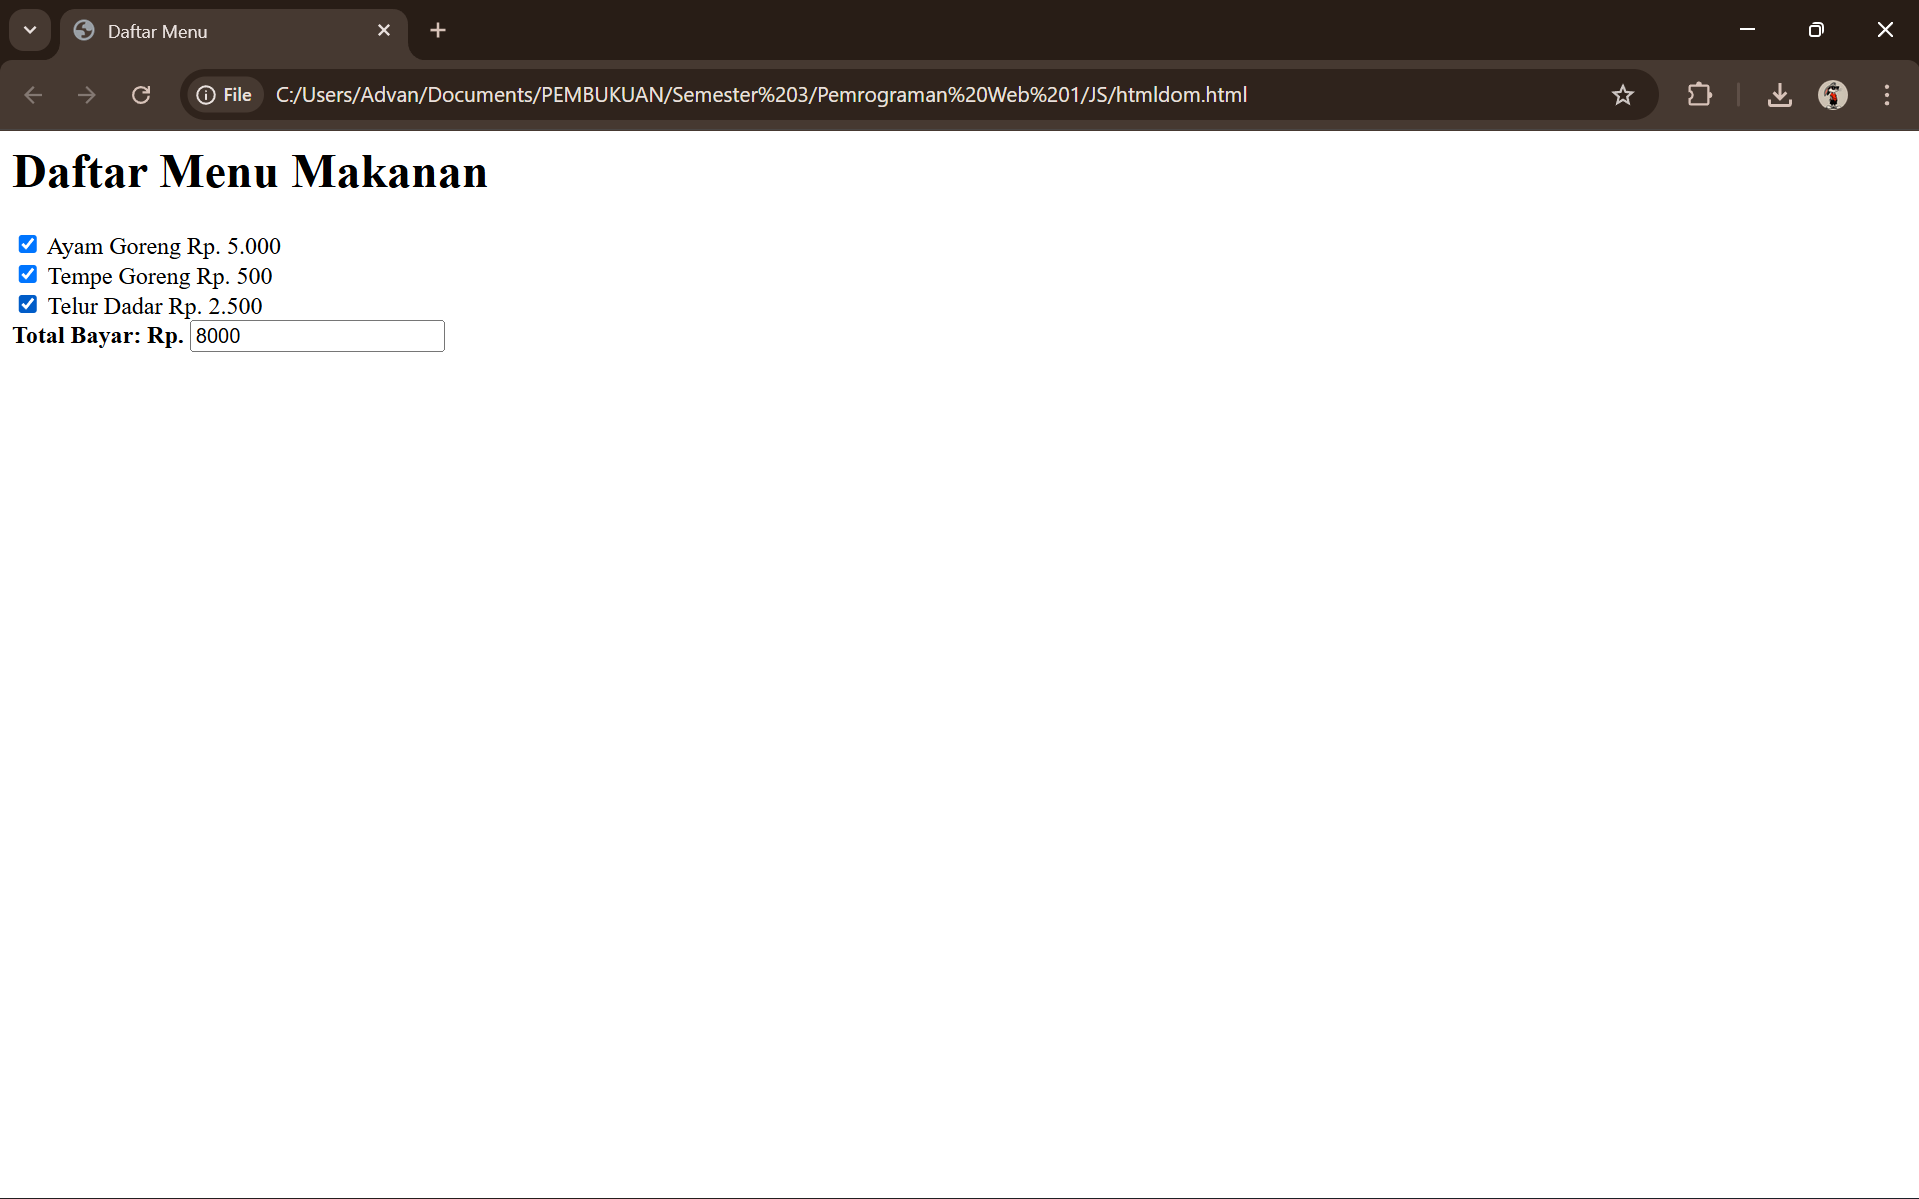 Daftar Menu
File
C:/Users/Advan/Documents/PEMBUKUAN/Semester%203/Pemrograman%20Web%201/JS/htmldom.html
Daftar Menu Makanan
Ayam Goreng Rp. 5.000
Tempe Goreng Rp. 500
Telur Dadar Rp. 2.500
Total Bayar: Rp. 8000